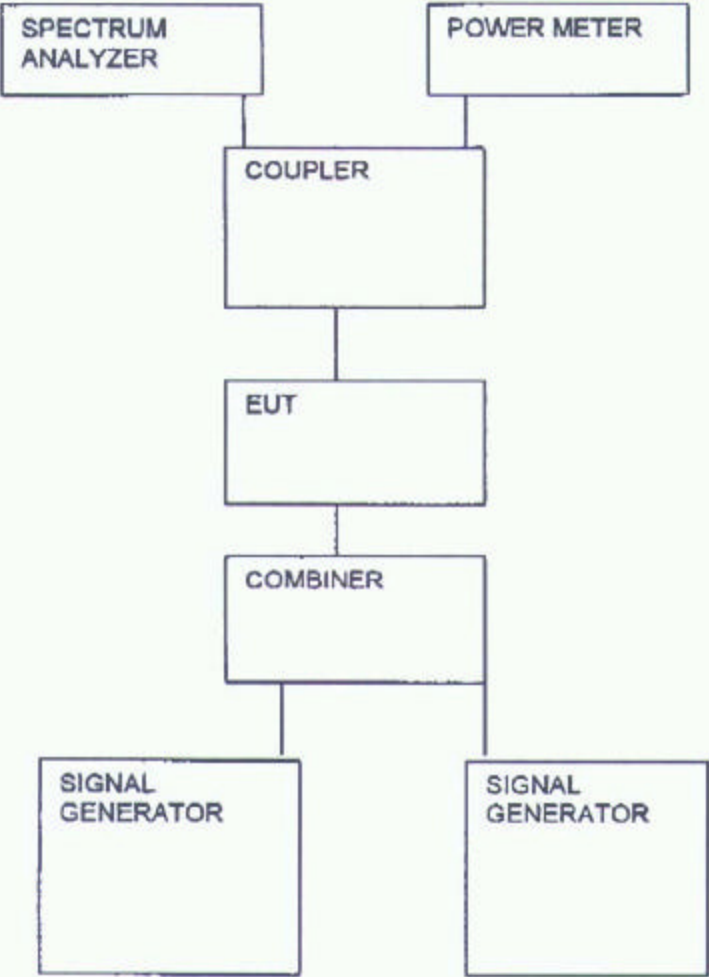 SPECTRUM
ANALYZER
POWER METER
COUPLER
EUT
COMBINER
SIGNAL
GENERATOR
SIGNAL
GENERATOR